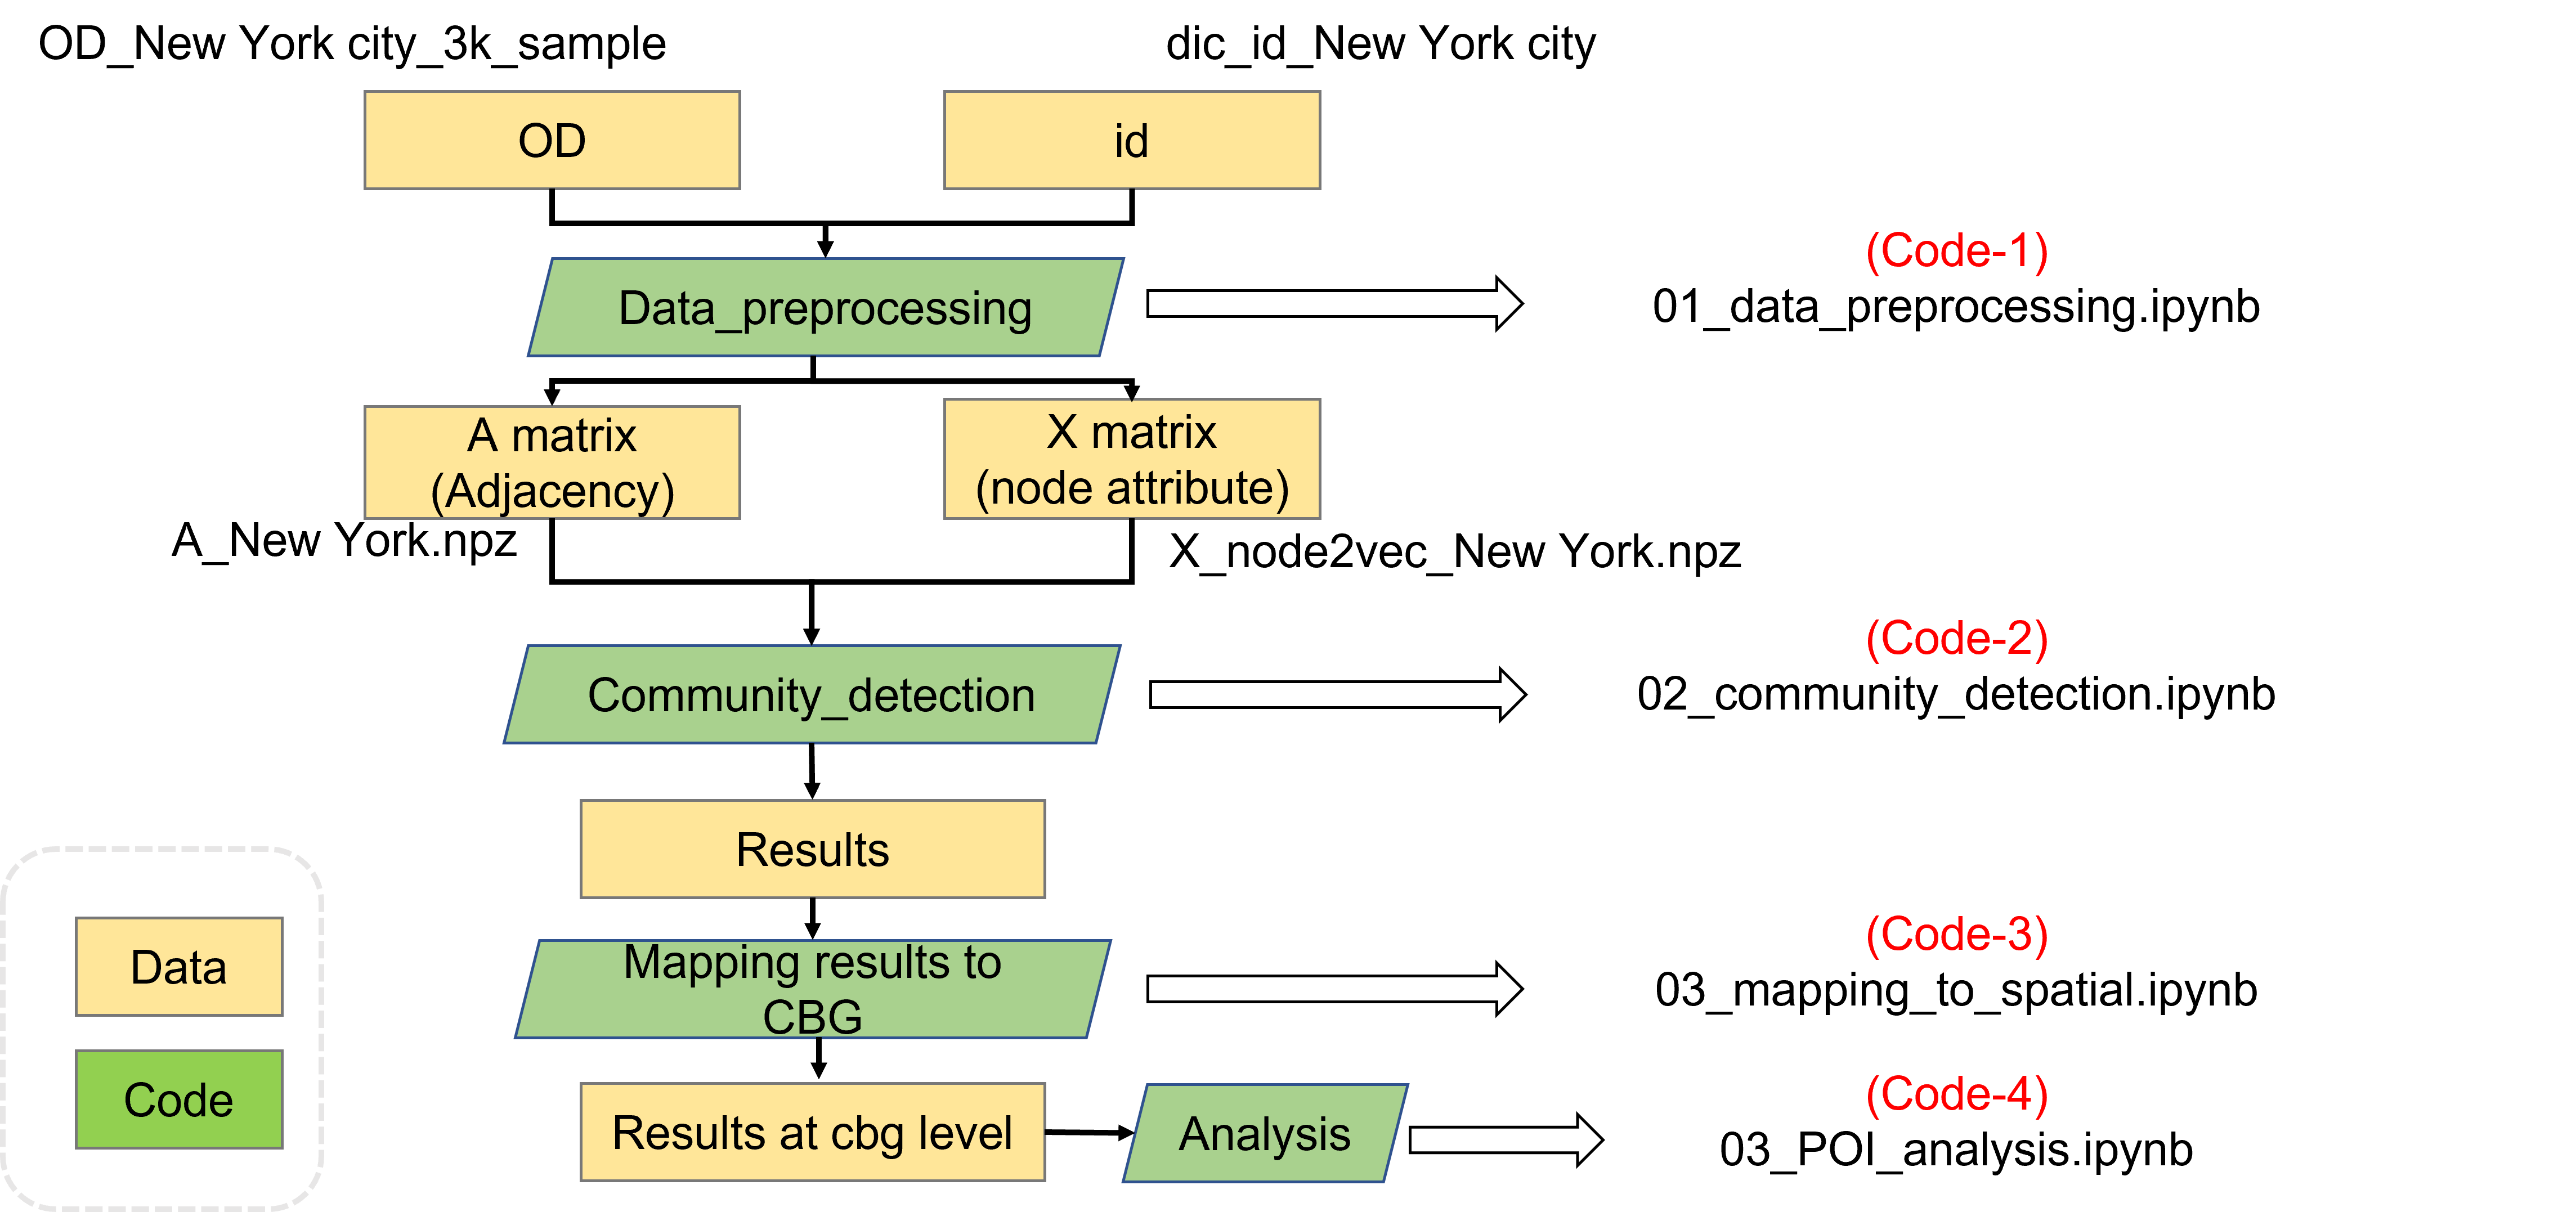 OD_New York city_3k_sample
dic_id_New York city
OD
id
(Code-1)
Data_preprocessing
01_data_preprocessing.ipynb
A matrix
(Adjacency)
X matrix
(node attribute)
A_New York.npz
X_node2vec_New York.npz
(Code-2)
Community_detection
02_community_detection.ipynb
Results
(Code-3)
Mapping results to
CBG
03_mapping_to_spatial.ipynb
Data
Code
Results at cbg level
Analysis
(Code-4)
03_POI_analysis.ipynb